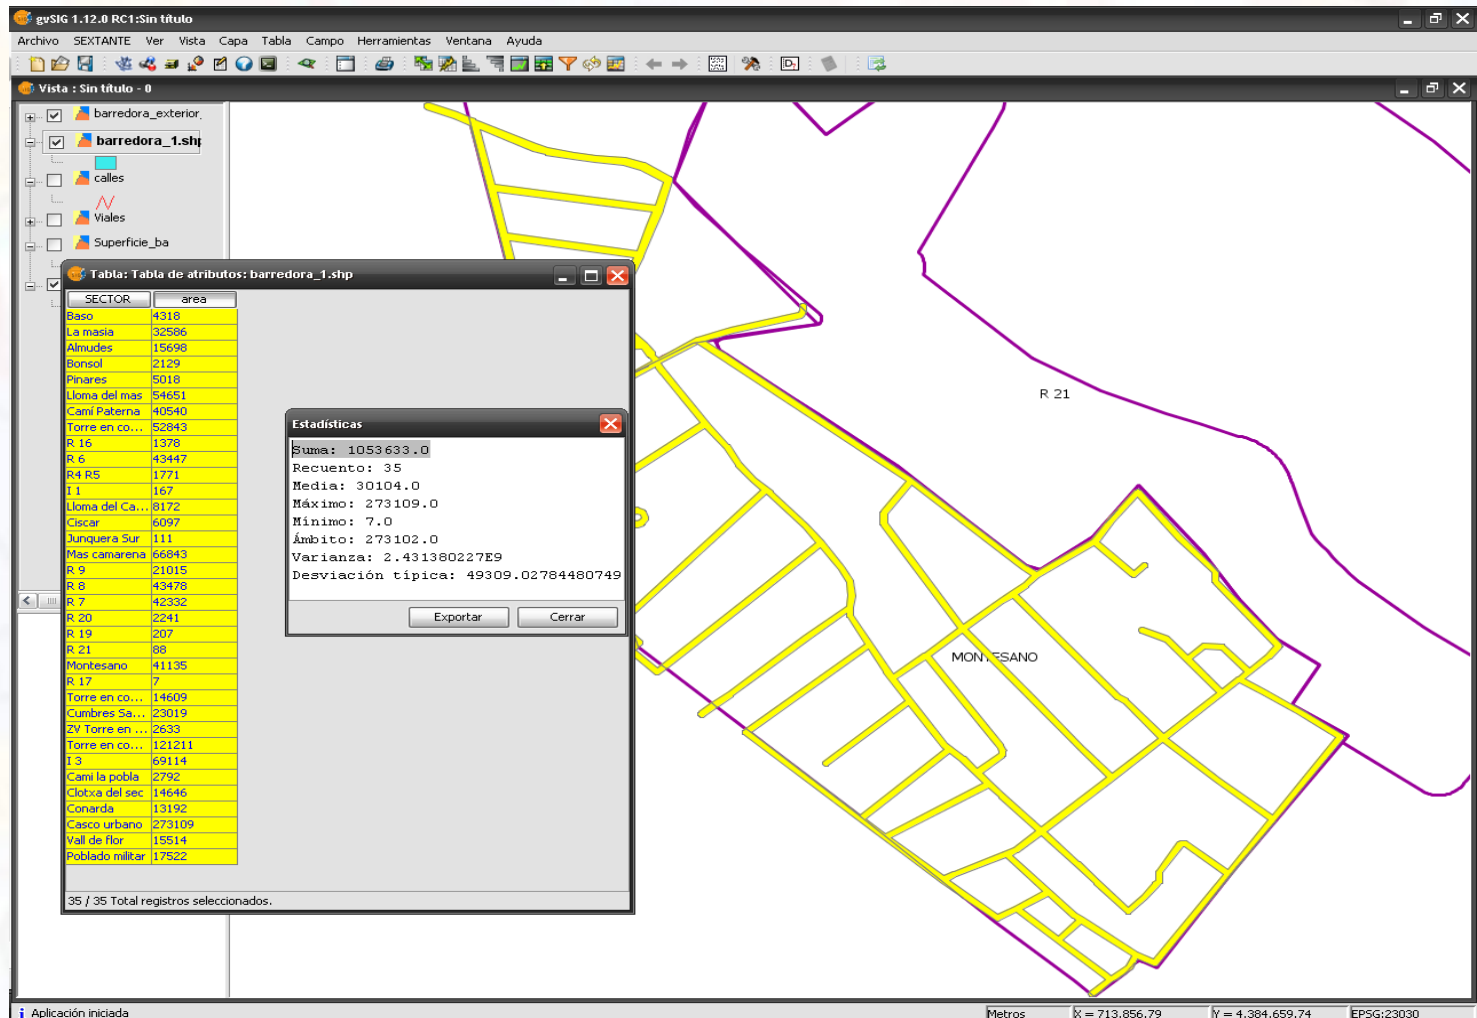 gvSIG 1.12.0 RC1:Sin título
Archivo SEXTANTE Ver Vista Capa Tabla Campo Herramientas Ventana Ayuda
Vista : Sin título - 0
barredora_exterior.
barredora_1.shp
calles
Viales
Superficie_ba
Tabla: Tabla de atributos: barredora_1.shp
SECTOR area
Baso 4318
La masia 32586
Almudes 15698
Bonsol 2129
Pinares 5018
Lloma del mas 54651
Camí Paterna 40540
Torre en co... 52843
R 16 1378
R 6 43447
R4 R5 1771
I 1 167
Lloma del Ca... 8172
Ciscar 6097
Junquera Sur 111
Mas camarena 66843
R 9 21015
R 8 43478
R 7 42332
R 20 2241
R 19 207
R 21 88
Montesano 41135
R 17 7
Torre en co... 14609
Cumbres Sa... 23019
ZV Torre en ... 2633
Torre en co... 121211
I 3 69114
Cami la pobla 2792
Clotxa del sec 14646
Conarda 13192
Casco urbano 273109
Vall de flor 15514
Poblado militar 17522
35 / 35 Total registros seleccionados.
Estadísticas
Suma: 1053633.0
Recuento: 35
Media: 30104.0
Máximo: 273109.0
Mínimo: 7.0
Ámbito: 273102.0
Varianza: 2.431380227E9
Desviación típica: 49309.02784480749
Exportar Cerrar
R 21
MONTESANO
Aplicación iniciada
Metros X = 713.856,79 Y = 4.384.659,74 EPSG:23030